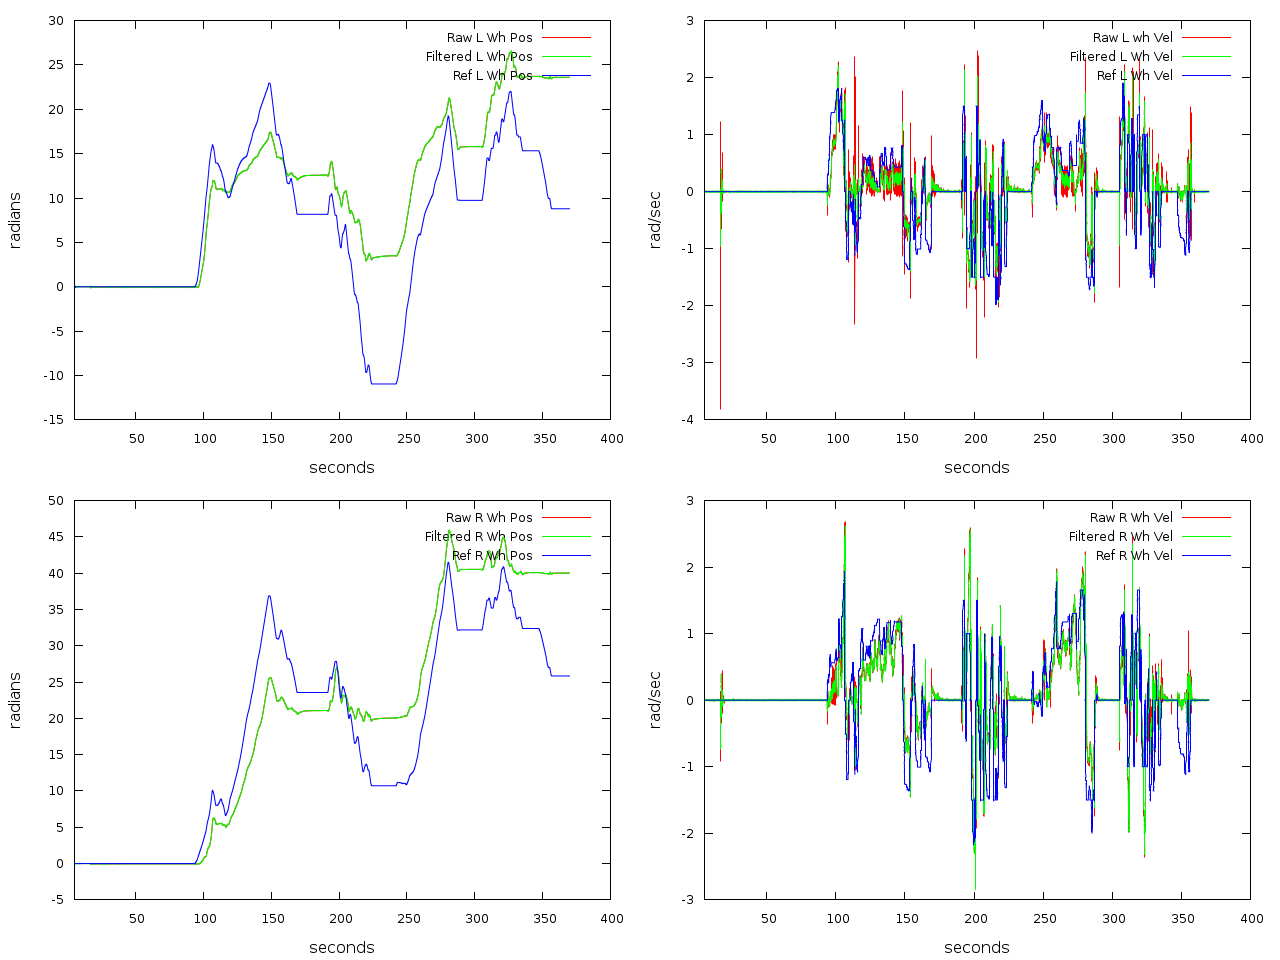 30
25
20
15
10
5
0
-5
-10
-15
radians
Raw L Wh Pos
Filtered L Wh Pos
Ref L Wh Pos
50 100 150 200 250 300 350 400
seconds
3
2
1
0
-1
-2
-3
-4
rad/sec
Raw L wh Vel
Filtered L Wh Vel
Ref L Wh Vel
50 100 150 200 250 300 350 400
seconds
50
45
40
35
30
25
20
15
10
5
0
-5
radians
Raw R Wh Pos
Filtered R Wh Pos
Ref R Wh Pos
50 100 150 200 250 300 350 400
seconds
3
2
1
0
-1
-2
-3
rad/sec
Raw R Wh Vel
Filtered R Wh Vel
Ref R Wh Vel
50 100 150 200 250 300 350 400
seconds